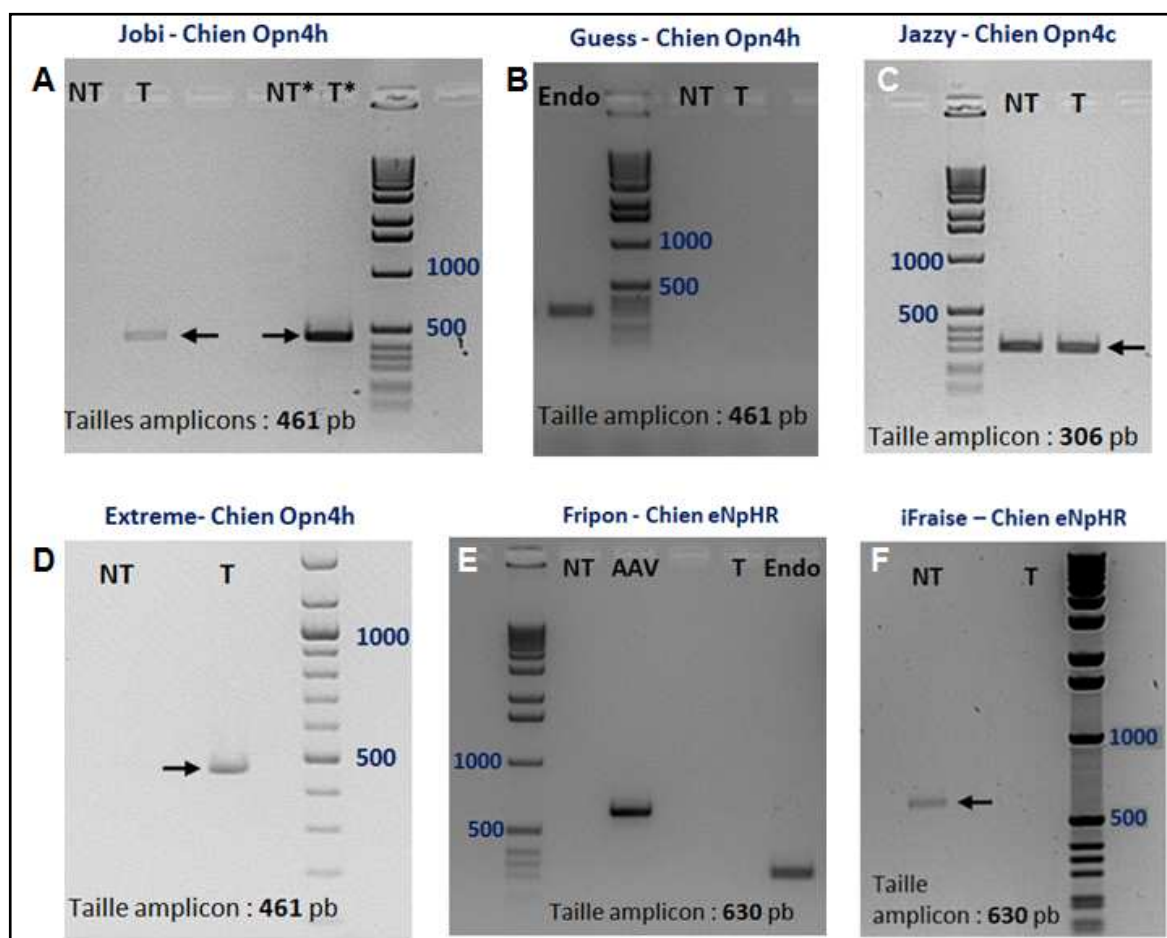 Jobi - Chien Opn4h
A
NT T NT* T*
1000
500
Tailles amplicons : 461 pb
Guess - Chien Opn4h
B
Endo NT T
1000
500
Taille amplicon : 461 pb
Jazzy - Chien Opn4c
C
NT T
1000
500
Taille amplicon : 306 pb
Extreme- Chien Opn4h
D
NT T
1000
500
Taille amplicon : 461 pb
Fripon - Chien eNpHR
E
NT AAV T Endo
1000
500
Taille amplicon : 630 pb
iFraise – Chien eNpHR
F
NT T
1000
500
Taille
amplicon : 630 pb